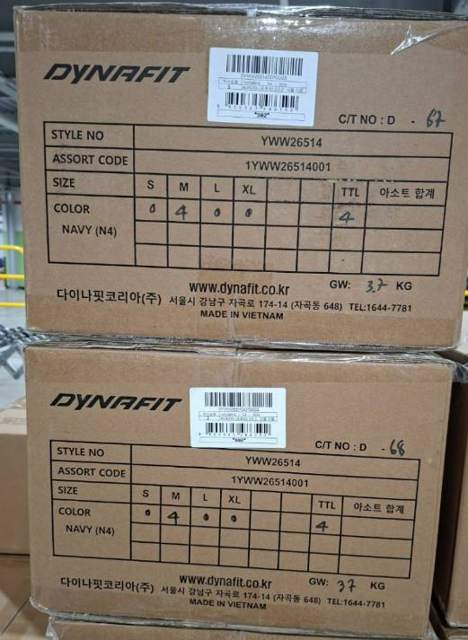 DYNAFIT
C/T NO : D - 67
STYLE NO YWW26514
ASSORT CODE 1YWW26514001
SIZE S M L XL TTL 아소트 합계
COLOR 0 4 0 0 4
NAVY (N4)
www.dynafit.co.kr GW: 3.7 KG
다이나핏코리아(주) 서울시 강남구 자곡로 174-14 (자곡동 648) TEL:1644-7781
MADE IN VIETNAM
DYNAFIT
C/T NO : D - 68
STYLE NO YWW26514
ASSORT CODE 1YWW26514001
SIZE S M L XL TTL 아소트 합계
COLOR 0 4 0 0 4
NAVY (N4)
www.dynafit.co.kr GW: 3.7 KG
다이나핏코리아(주) 서울시 강남구 자곡로 174-14 (자곡동 648) TEL:1644-7781
MADE IN VIETNAM